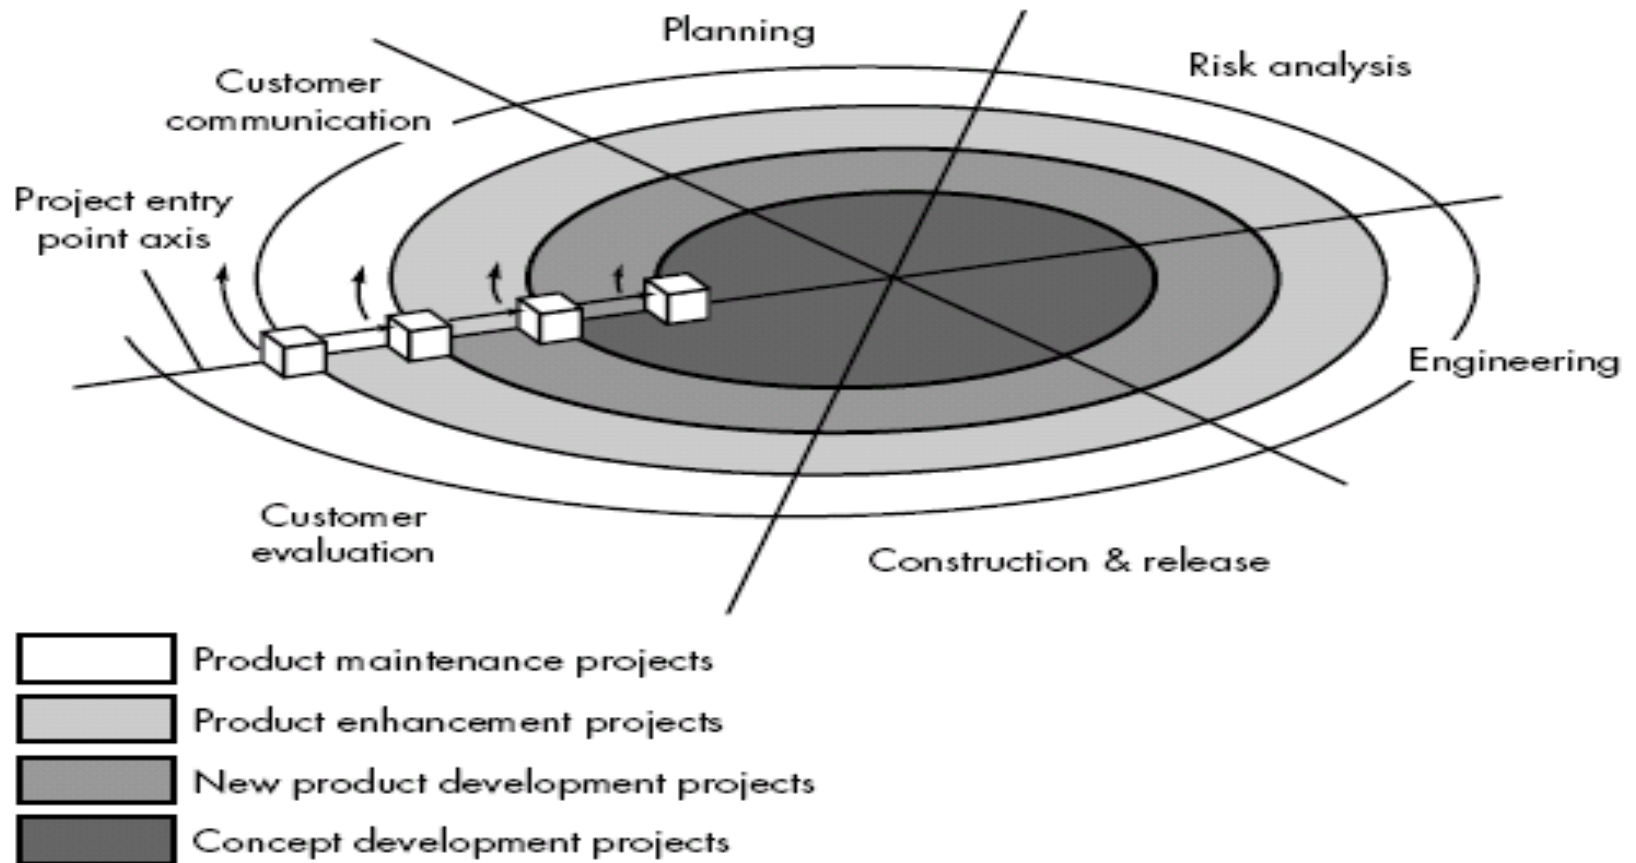 Planning
Risk analysis
Customer
communication
Project entry
point axis
Engineering
Customer
evaluation
Construction & release
Product maintenance projects
Product enhancement projects
New product development projects
Concept development projects